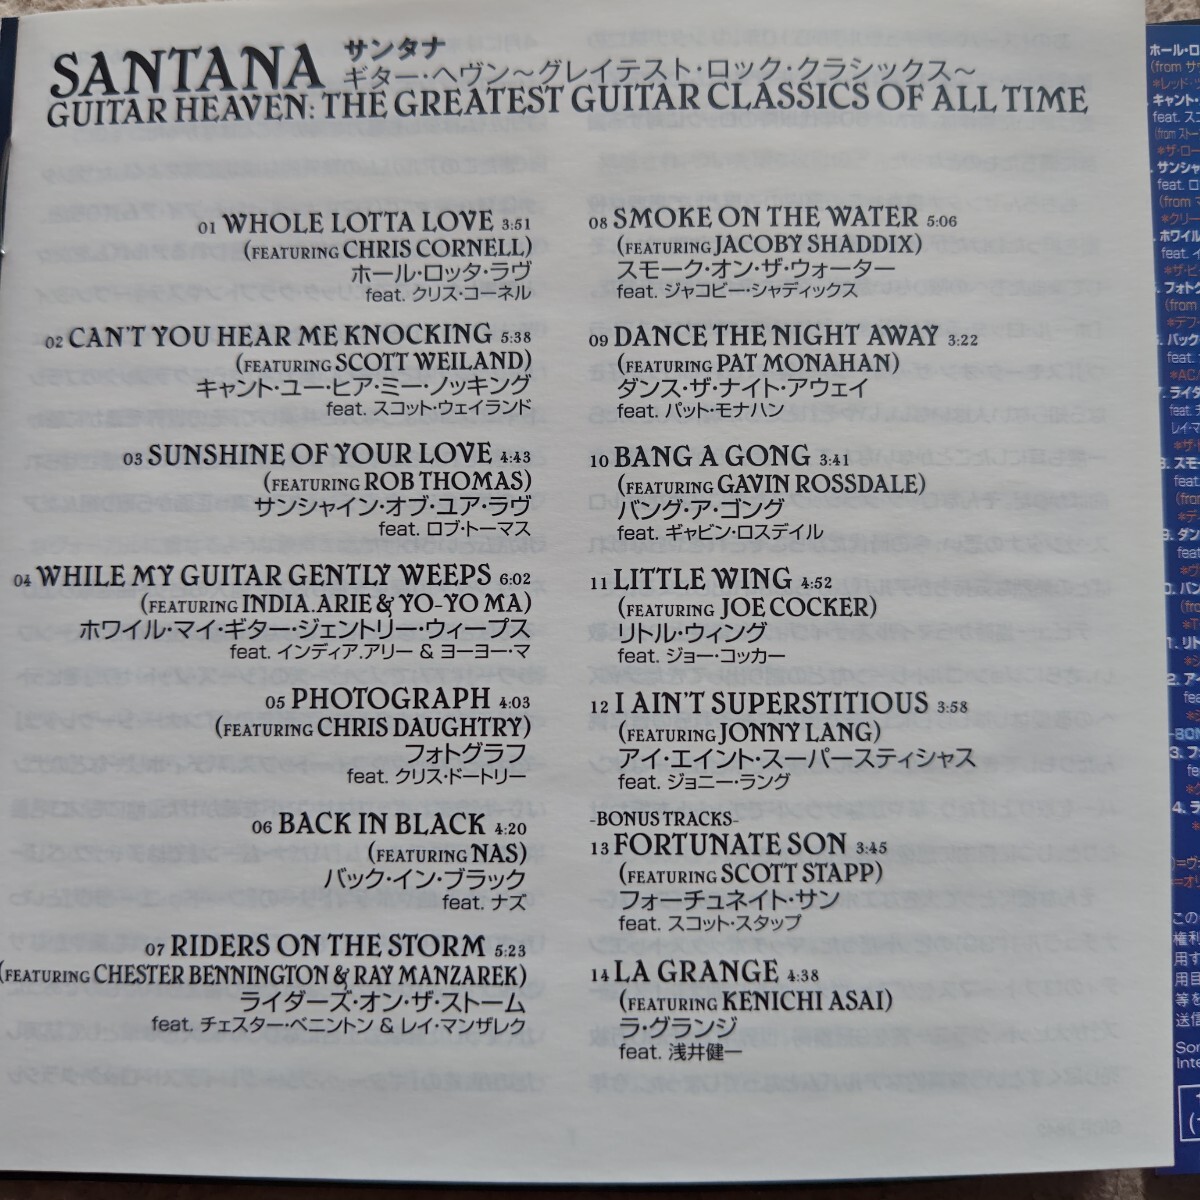 SANTANA サンタナ
ギター・ヘヴン～グレイテスト・ロック・クラシックス～
GUITAR HEAVEN: THE GREATEST GUITAR CLASSICS OF ALL TIME
01 WHOLE LOTTA LOVE 3:51
(FEATURING CHRIS CORNELL)
ホール・ロッタ・ラヴ
feat. クリス・コーネル
02 CAN'T YOU HEAR ME KNOCKING 5:38
(FEATURING SCOTT WEILAND)
キャント・ユー・ヒア・ミー・ノッキング
feat. スコット・ウェイランド
03 SUNSHINE OF YOUR LOVE 4:43
(FEATURING ROB THOMAS)
サンシャイン・オブ・ユア・ラヴ
feat. ロブ・トーマス
04 WHILE MY GUITAR GENTLY WEEPS 6:02
(FEATURING INDIA.ARIE & YO-YO MA)
ホワイル・マイ・ギター・ジェントリー・ウィープス
feat. インディア.アリー & ヨーヨー・マ
05 PHOTOGRAPH 4:03
(FEATURING CHRIS DAUGHTRY)
フォトグラフ
feat. クリス・ドートリー
06 BACK IN BLACK 4:20
(FEATURING NAS)
バック・イン・ブラック
feat. ナズ
07 RIDERS ON THE STORM 5:23
(FEATURING CHESTER BENNINGTON & RAY MANZAREK)
ライダーズ・オン・ザ・ストーム
feat. チェスター・ベニントン & レイ・マンザレク
08 SMOKE ON THE WATER 5:06
(FEATURING JACOBY SHADDIX)
スモーク・オン・ザ・ウォーター
feat. ジャコビー・シャディックス
09 DANCE THE NIGHT AWAY 3:22
(FEATURING PAT MONAHAN)
ダンス・ザ・ナイト・アウェイ
feat. パット・モナハン
10 BANG A GONG 3:41
(FEATURING GAVIN ROSSDALE)
バング・ア・ゴング
feat. ギャビン・ロスデイル
11 LITTLE WING 4:52
(FEATURING JOE COCKER)
リトル・ウィング
feat. ジョー・コッカー
12 I AIN'T SUPERSTITIOUS 3:58
(FEATURING JONNY LANG)
アイ・エイント・スーパースティシャス
feat. ジョニー・ラング
-BONUS TRACKS-
13 FORTUNATE SON 3:45
(FEATURING SCOTT STAPP)
フォーチュネイト・サン
feat. スコット・スタップ
14 LA GRANGE 4:38
(FEATURING KENICHI ASAI)
ラ・グランジ
feat. 浅井健一